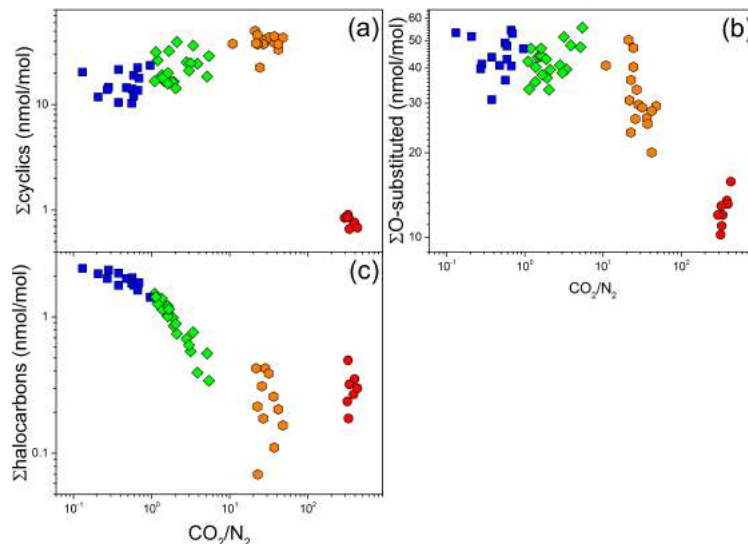 (a)
Σcyclics (nmol/mol)
10
1
(b)
ΣO-substituted (nmol/mol)
60
50
40
30
20
10
10⁻¹ 10⁰ 10¹ 10²
CO₂/N₂
(c)
Σhalocarbons (nmol/mol)
1
0.1
10⁻¹ 10⁰ 10¹ 10²
CO₂/N₂